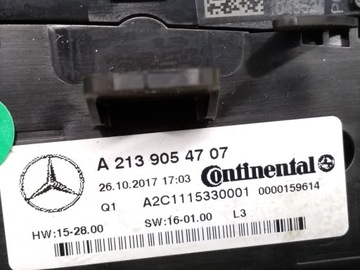 A 213 905 47 07
26.10.2017 17:03 Continental
Q1 A2C1115330001 0000159614
HW:15-28.00 SW:16-01.00 L3